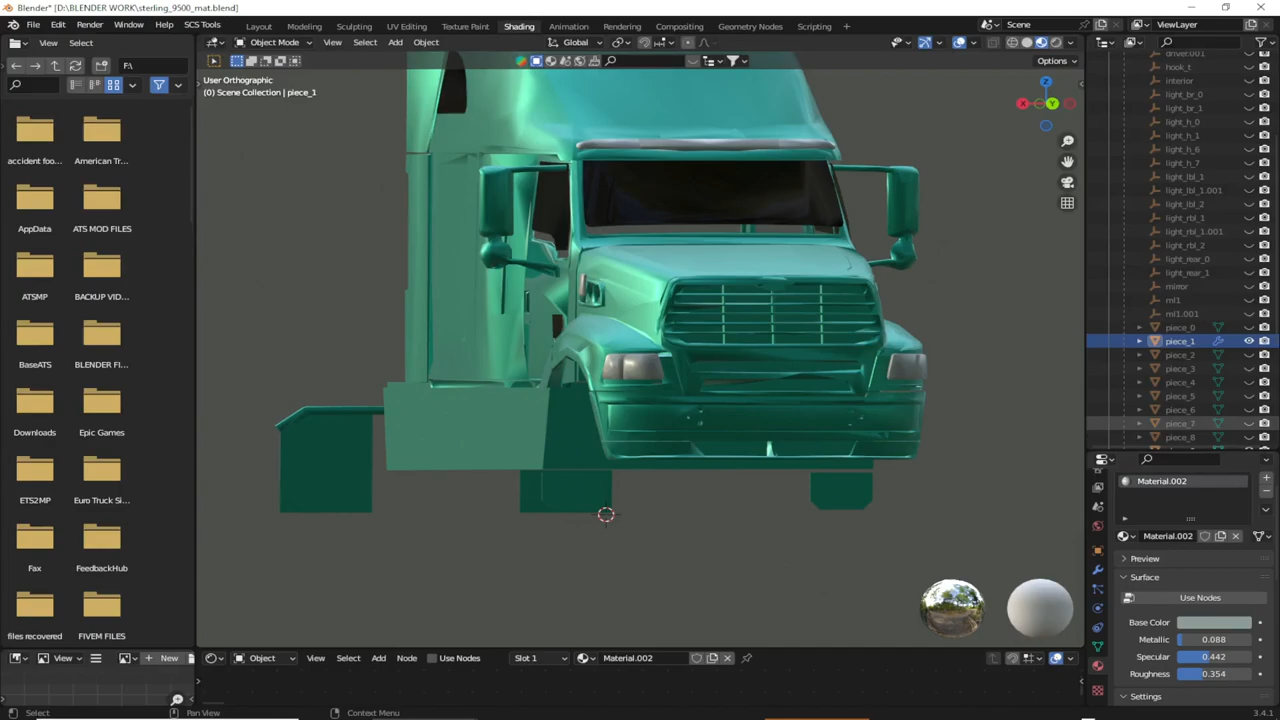 Blender* [D:\BLENDER WORK\sterling_9500_mat.blend]
File Edit Render Window Help SCS Tools
Layout Modeling Sculpting UV Editing Texture Paint Shading Animation Rendering Compositing Geometry Nodes Scripting
Scene ViewLayer
View Select
Object Mode View Select Add Object Global
Options
F:\
User Orthographic
(0) Scene Collection | piece_1
Z
X Y
accident foo... American Tr...
AppData ATS MOD FILES
ATSMP BACKUP VID...
BaseATS BLENDER FI...
Downloads Epic Games
ETS2MP Euro Truck Si...
Fax FeedbackHub
files recovered FIVEM FILES
driver.001
hook_t
interior
light_br_0
light_br_1
light_h_0
light_h_1
light_h_6
light_h_7
light_lbl_1
light_lbl_1.001
light_lbl_2
light_rbl_1
light_rbl_1.001
light_rbl_2
light_rear_0
light_rear_1
mirror
ml1
ml1.001
piece_0
piece_1
piece_2
piece_3
piece_4
piece_5
piece_6
piece_7
piece_8
Material.002
Material.002
Preview
Surface
Use Nodes
Base Color
Metallic 0.088
Specular 0.442
Roughness 0.354
Settings
View New
Object View Select Add Node Use Nodes Slot 1 Material.002
Select Pan View Context Menu 3.4.1